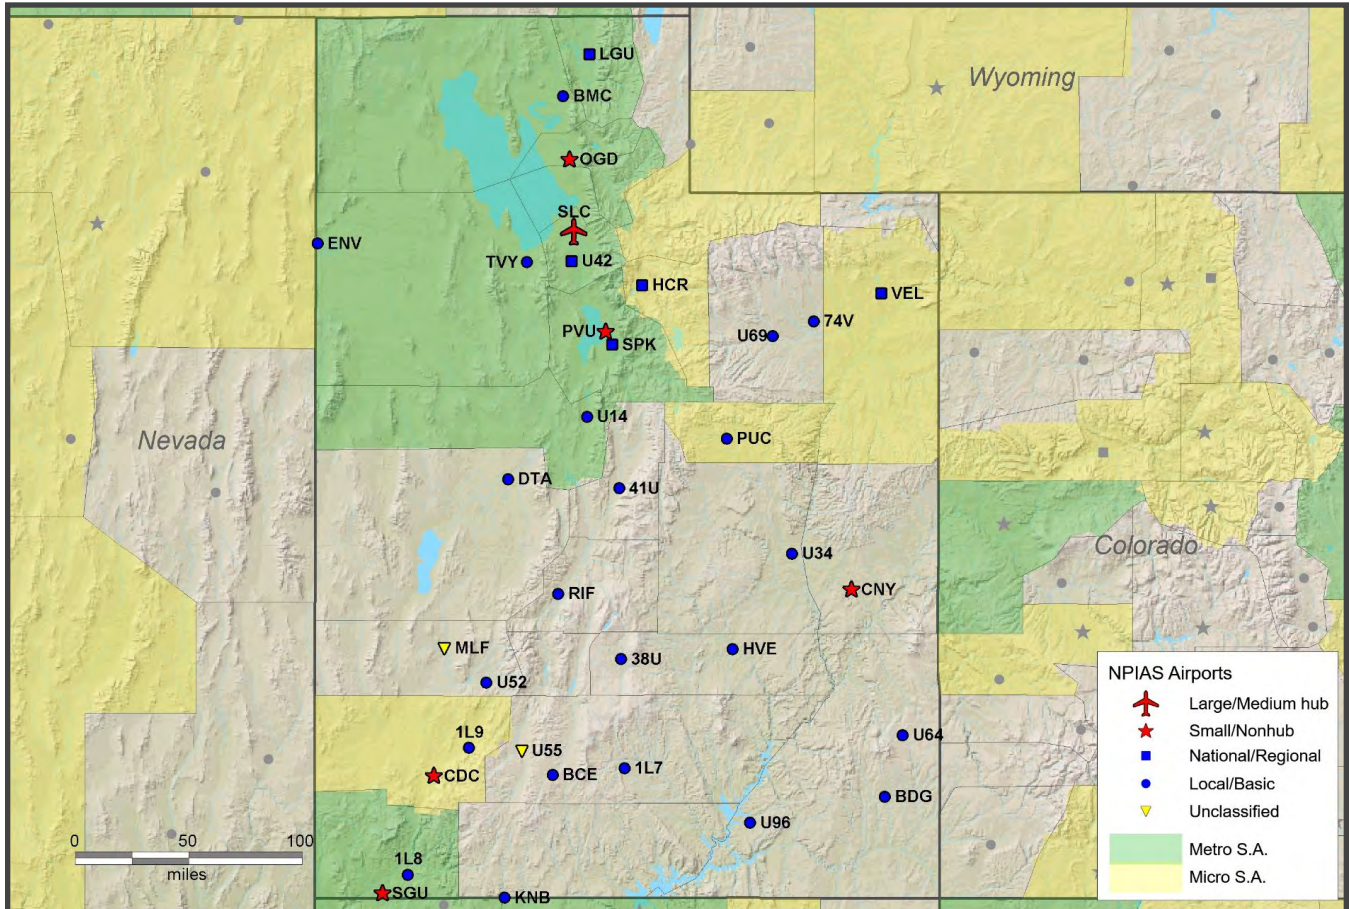 LGU
Wyoming
BMC
OGD
SLC
ENV
TVY
U42
HCR
VEL
74V
PVU
U69
SPK
U14
Nevada
PUC
DTA
41U
U34
Colorado
CNY
RIF
MLF
HVE
38U
U52
NPIAS Airports
Large/Medium hub
Small/Nonhub
National/Regional
Local/Basic
Unclassified
Metro S.A.
Micro S.A.
1L9
U64
U55
CDC
BCE
1L7
BDG
U96
0 50 100
miles
1L8
SGU
KNB